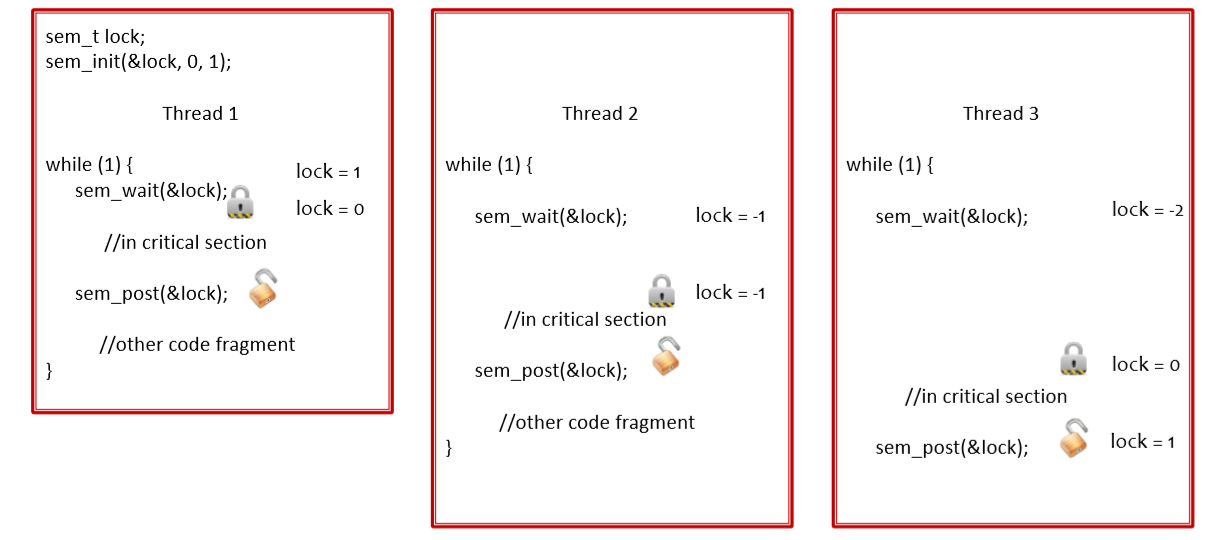 sem_t lock;
sem_init(&lock, 0, 1);
Thread 1
while (1) {
lock = 1
sem_wait(&lock);
lock = 0
//in critical section
sem_post(&lock);
//other code fragment
}
Thread 2
while (1) {
sem_wait(&lock);
lock = -1
lock = -1
//in critical section
sem_post(&lock);
//other code fragment
}
Thread 3
while (1) {
sem_wait(&lock);
lock = -2
lock = 0
//in critical section
sem_post(&lock);
lock = 1